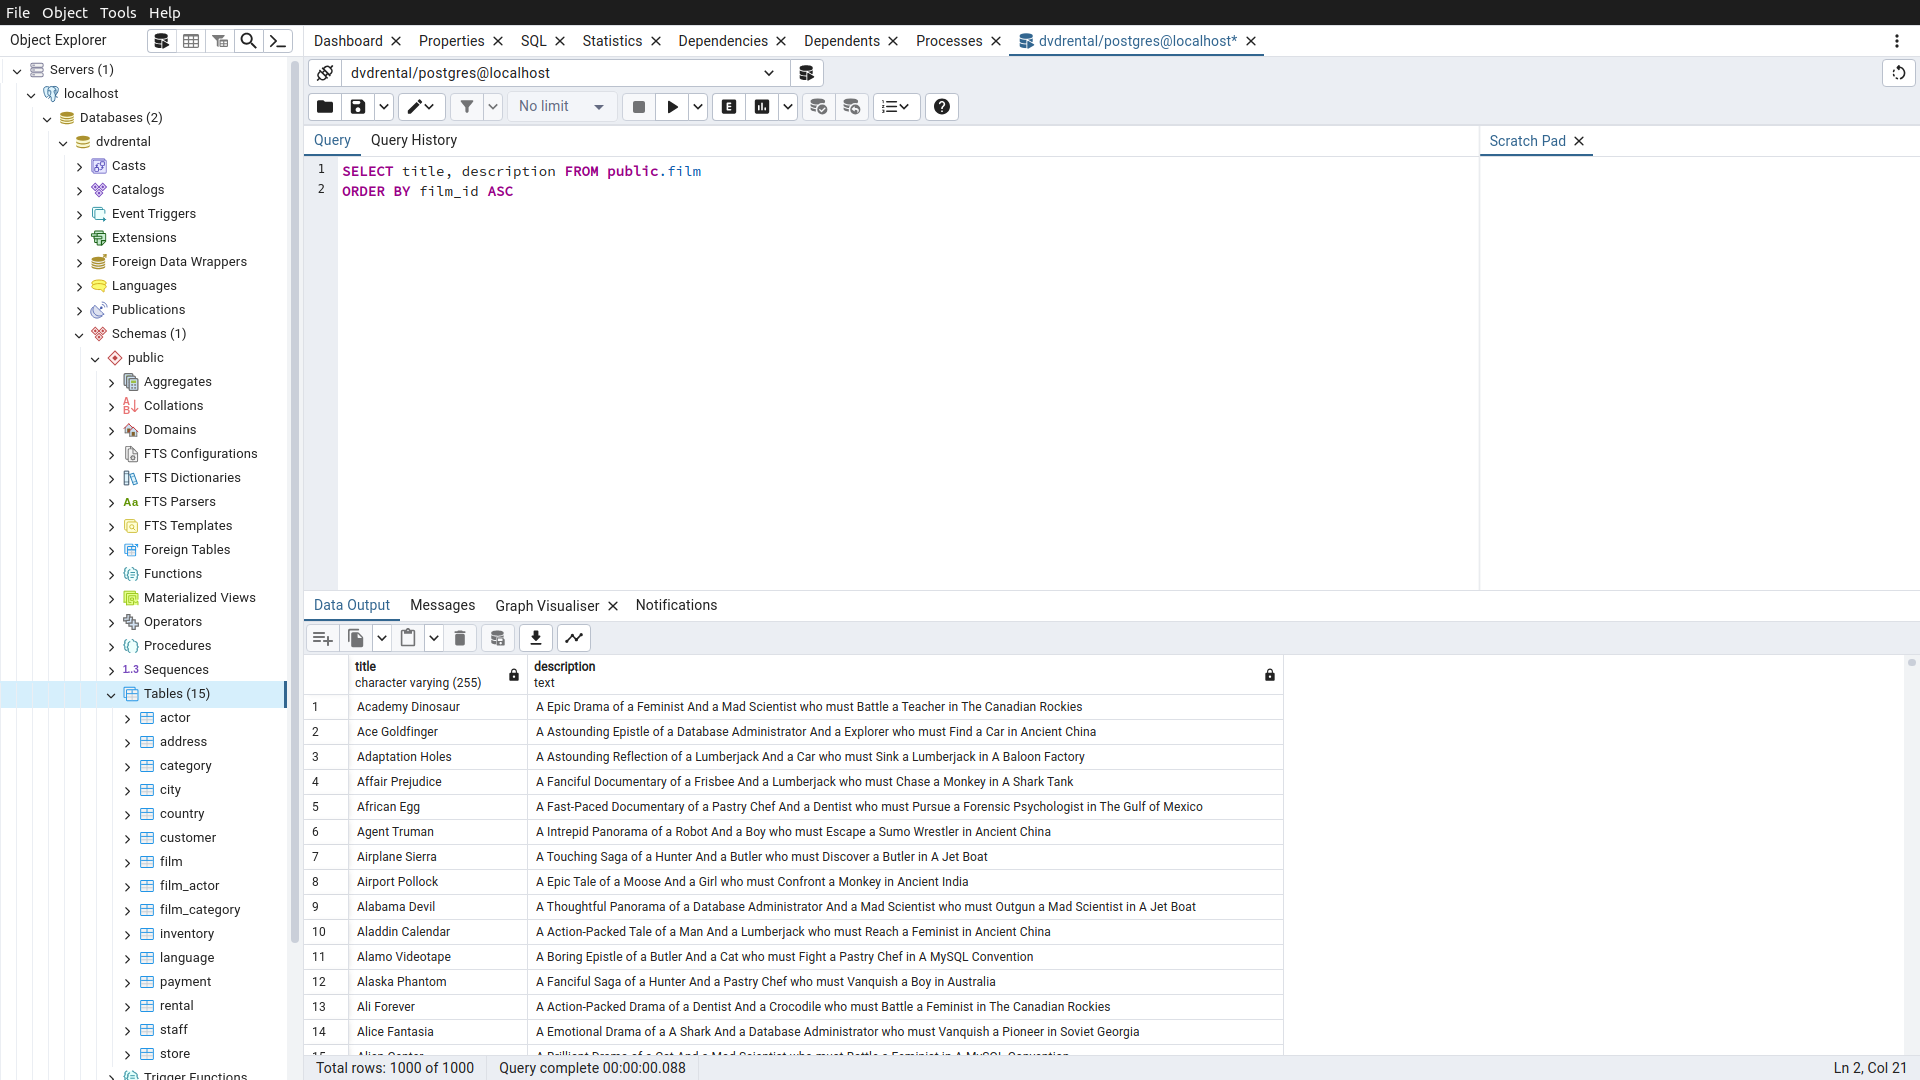 File Object Tools Help
Object Explorer
Dashboard Properties SQL Statistics Dependencies Dependents Processes dvdrental/postgres@localhost*
Servers (1)
localhost
Databases (2)
dvdrental
Casts
Catalogs
Event Triggers
Extensions
Foreign Data Wrappers
Languages
Publications
Schemas (1)
public
Aggregates
Collations
Domains
FTS Configurations
FTS Dictionaries
Aa FTS Parsers
FTS Templates
Foreign Tables
Functions
Materialized Views
Operators
Procedures
1..3 Sequences
Tables (15)
actor
address
category
city
country
customer
film
film_actor
film_category
inventory
language
payment
rental
staff
store
Trigger Functions
dvdrental/postgres@localhost
No limit
E
Query Query History
Scratch Pad
1 SELECT title, description FROM public.film
2 ORDER BY film_id ASC
Data Output Messages Graph Visualiser Notifications
title description
character varying (255) text
1 Academy Dinosaur A Epic Drama of a Feminist And a Mad Scientist who must Battle a Teacher in The Canadian Rockies
2 Ace Goldfinger A Astounding Epistle of a Database Administrator And a Explorer who must Find a Car in Ancient China
3 Adaptation Holes A Astounding Reflection of a Lumberjack And a Car who must Sink a Lumberjack in A Baloon Factory
4 Affair Prejudice A Fanciful Documentary of a Frisbee And a Lumberjack who must Chase a Monkey in A Shark Tank
5 African Egg A Fast-Paced Documentary of a Pastry Chef And a Dentist who must Pursue a Forensic Psychologist in The Gulf of Mexico
6 Agent Truman A Intrepid Panorama of a Robot And a Boy who must Escape a Sumo Wrestler in Ancient China
7 Airplane Sierra A Touching Saga of a Hunter And a Butler who must Discover a Butler in A Jet Boat
8 Airport Pollock A Epic Tale of a Moose And a Girl who must Confront a Monkey in Ancient India
9 Alabama Devil A Thoughtful Panorama of a Database Administrator And a Mad Scientist who must Outgun a Mad Scientist in A Jet Boat
10 Aladdin Calendar A Action-Packed Tale of a Man And a Lumberjack who must Reach a Feminist in Ancient China
11 Alamo Videotape A Boring Epistle of a Butler And a Cat who must Fight a Pastry Chef in A MySQL Convention
12 Alaska Phantom A Fanciful Saga of a Hunter And a Pastry Chef who must Vanquish a Boy in Australia
13 Ali Forever A Action-Packed Drama of a Dentist And a Crocodile who must Battle a Feminist in The Canadian Rockies
14 Alice Fantasia A Emotional Drama of a A Shark And a Database Administrator who must Vanquish a Pioneer in Soviet Georgia
Total rows: 1000 of 1000 Query complete 00:00:00.088 Ln 2, Col 21